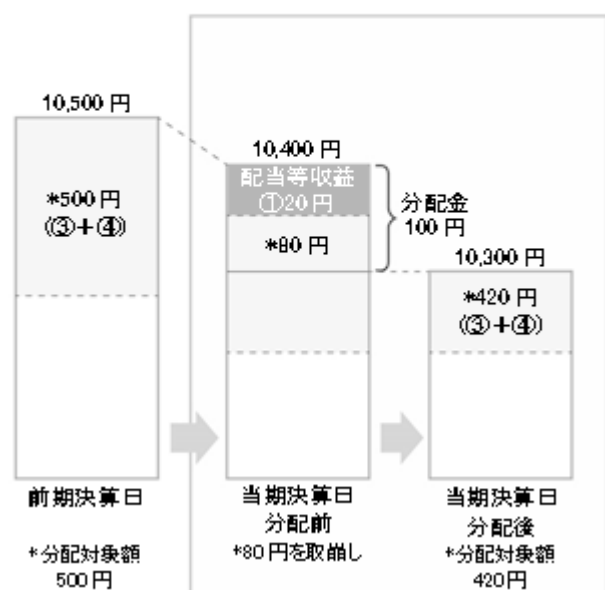 10,500 円
*500 円
(③＋④)
10,400 円
配当等収益
①20 円
*80 円
分配金
100 円
10,300 円
*420 円
(③＋④)
前期決算日
*分配対象額
500 円
当期決算日
分配前
*80 円を取崩し
当期決算日
分配後
*分配対象額
420円